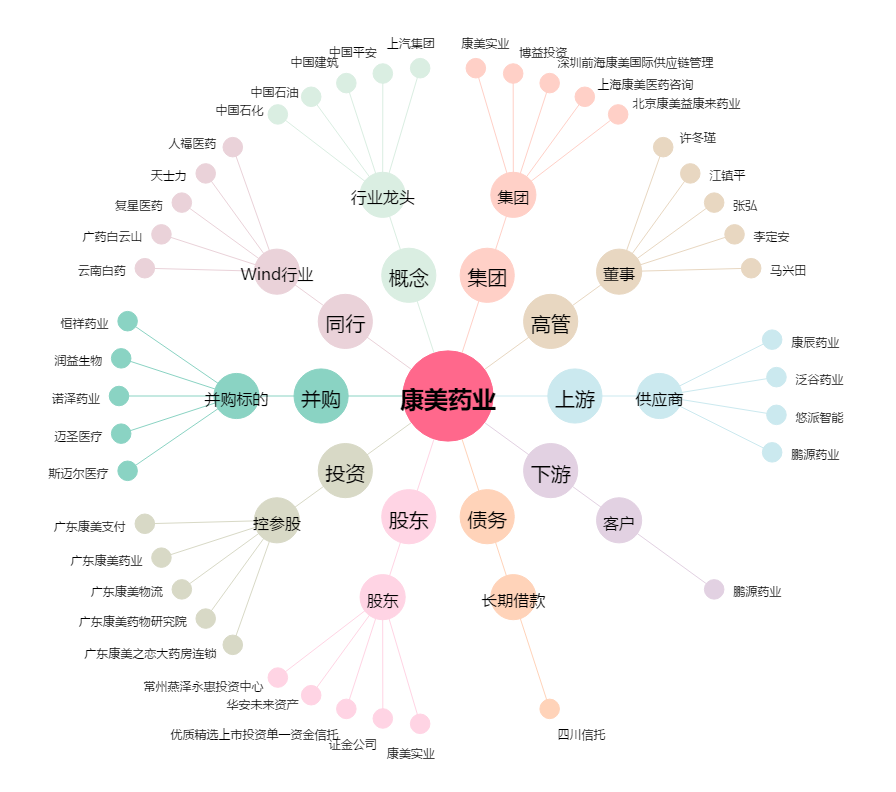 上汽集团
中国平安
中国建筑
中国石油
中国石化
行业龙头
概念
康美实业
博益投资
深圳前海康美国际供应链管理
上海康美医药咨询
北京康美益康来药业
集团
集团
许冬瑾
江镇平
张弘
李定安
马兴田
董事
高管
人福医药
天士力
复星医药
广药白云山
云南白药
Wind行业
同行
恒祥药业
润益生物
诺泽药业
迈圣医疗
斯迈尔医疗
并购标的
并购
康美药业
上游
供应商
康辰药业
泛谷药业
悠派智能
鹏源药业
投资
控参股
广东康美支付
广东康美药业
广东康美物流
广东康美药物研究院
广东康美之恋大药房连锁
下游
客户
鹏源药业
股东
股东
常州燕泽永惠投资中心
华安未来资产
优质精选上市投资单一资金信托
证金公司
康美实业
债务
长期借款
四川信托